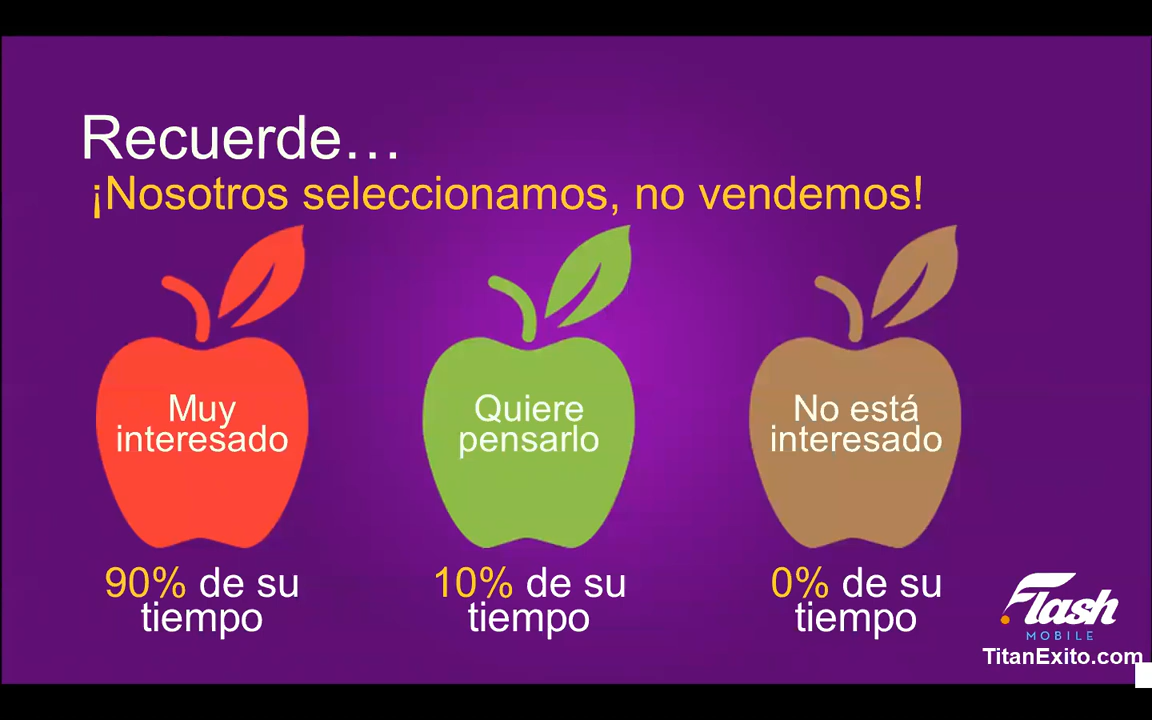 Recuerde…
¡Nosotros seleccionamos, no vendemos!
Muy
interesado
Quiere
pensarlo
No está
interesado
90% de su
tiempo
10% de su
tiempo
0% de su
tiempo
Flash
MOBILE
TitanExito.com